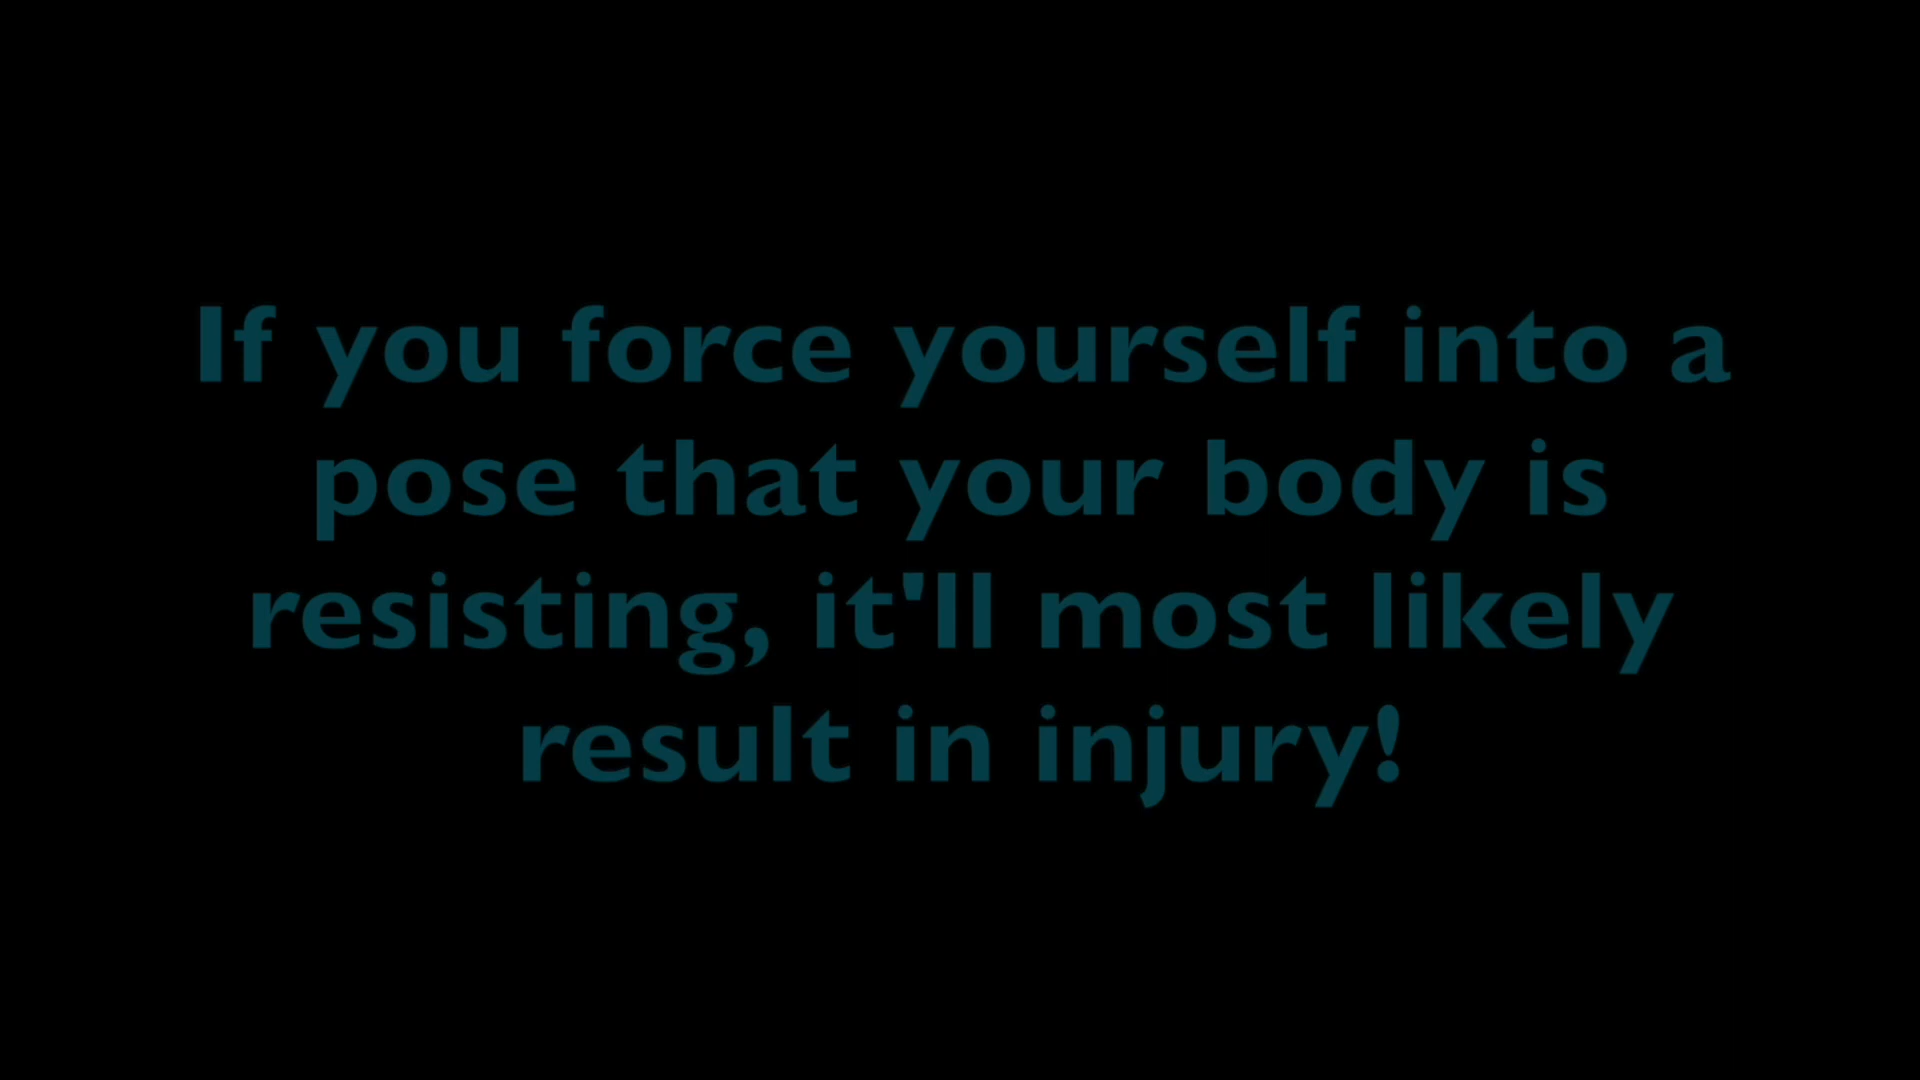 If you force yourself into a
pose that your body is
resisting, it'll most likely
result in injury!